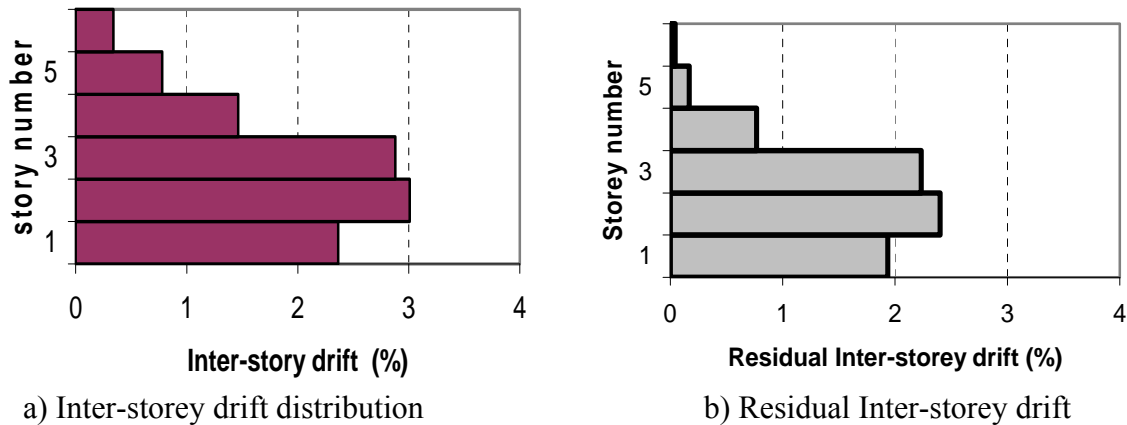 story number
5
3
1
0 1 2 3 4
Inter-story drift (%)
a) Inter-storey drift distribution
Storey number
5
3
1
0 1 2 3 4
Residual Inter-storey drift (%)
b) Residual Inter-storey drift